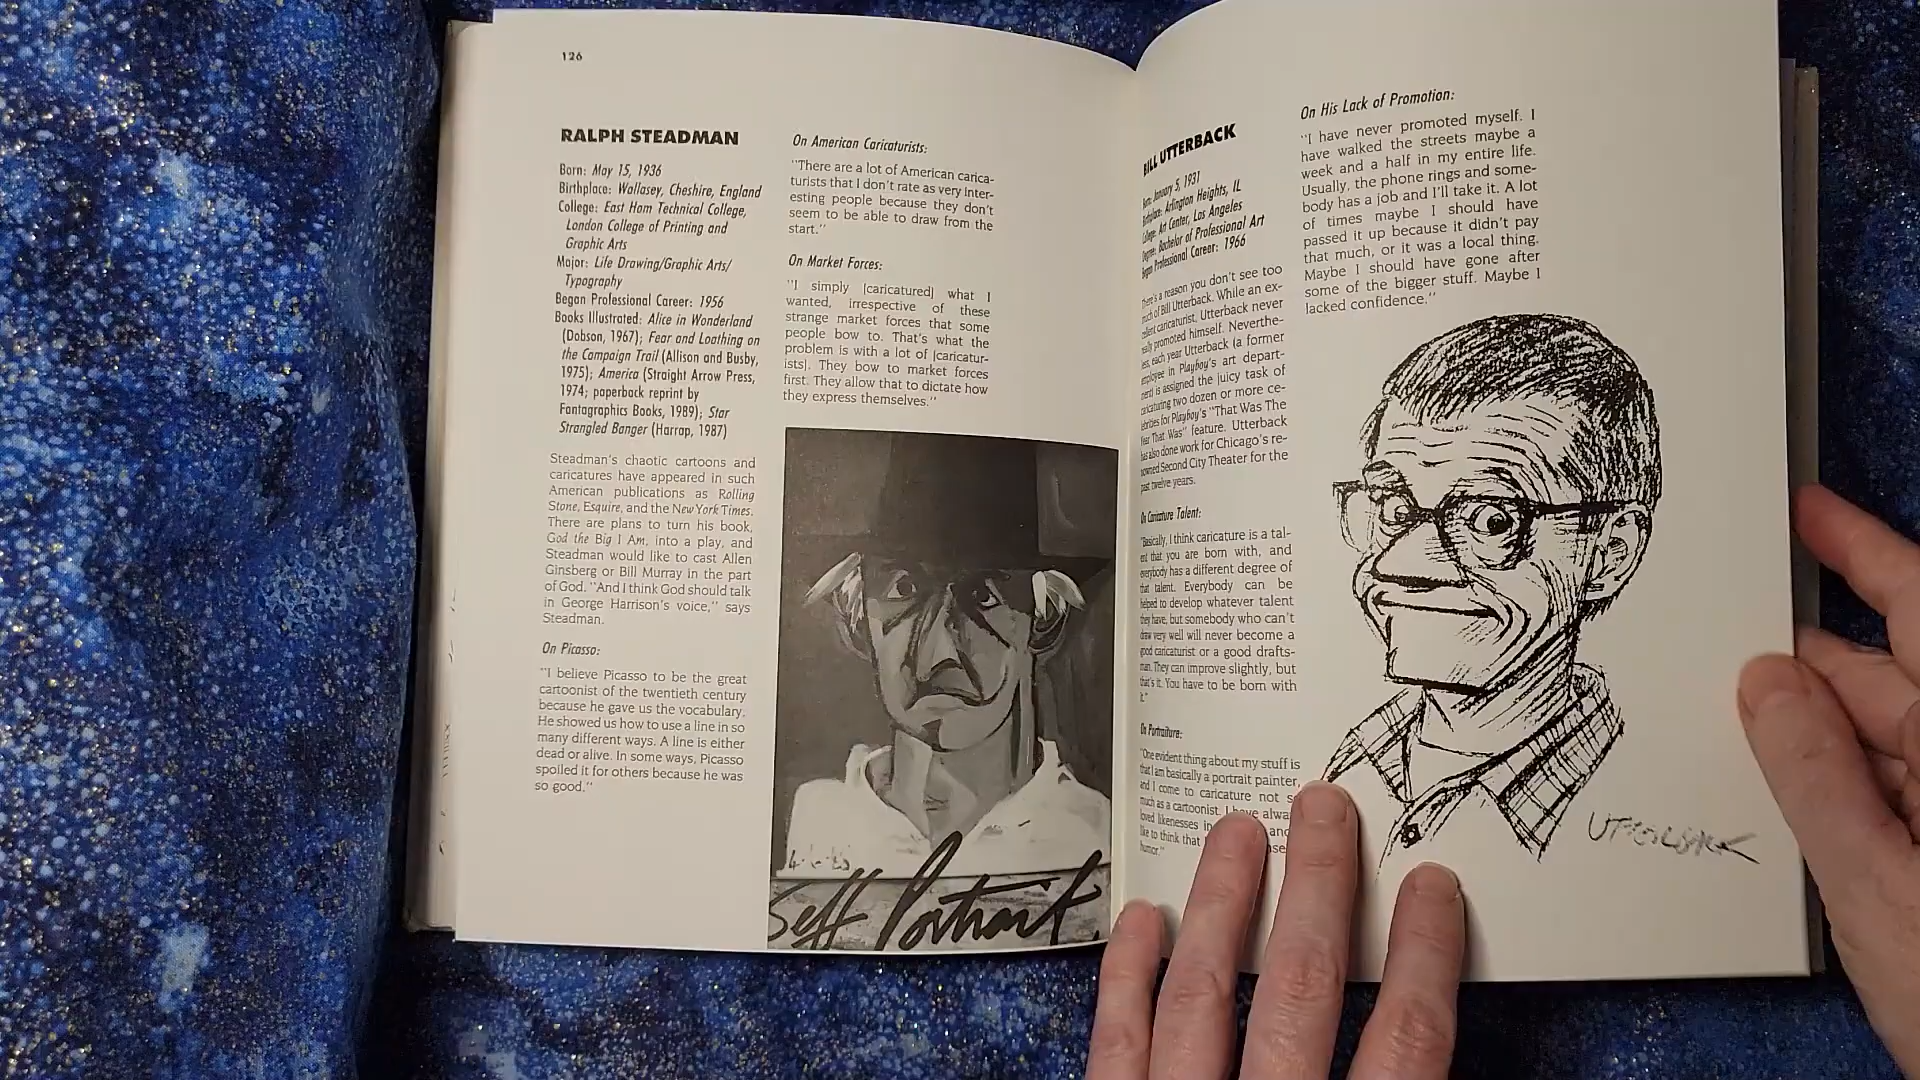 126
RALPH STEADMAN
Born: May 15, 1936
Birthplace: Wallasey, Cheshire, England
College: East Ham Technical College,
London College of Printing and
Graphic Arts
Major: Life Drawing/Graphic Arts/
Typography
Began Professional Career: 1956
Books Illustrated: Alice in Wonderland
(Dobson, 1967); Fear and Loathing on
the Campaign Trail (Allison and Busby,
1975); America (Straight Arrow Press,
1974; paperback reprint by
Fantagraphics Books, 1989); Star
Strangled Banger (Harrap, 1987)
Steadman's chaotic cartoons and
caricatures have appeared in such
American publications as Rolling
Stone, Esquire, and the New York Times.
There are plans to turn his book,
God the Big I Am, into a play, and
Steadman would like to cast Allen
Ginsberg or Bill Murray in the part
of God. "And I think God should talk
in George Harrison's voice," says
Steadman.
On Picasso:
"I believe Picasso to be the great
cartoonist of the twentieth century
because he gave us the vocabulary.
He showed us how to use a line in so
many different ways. A line is either
dead or alive. In some ways, Picasso
spoiled it for others because he was
so good."
On American Caricaturists:
"There are a lot of American carica-
turists that I don't rate as very inter-
esting people because they don't
seem to be able to draw from the
start."
On Market Forces:
"I simply [caricatured] what I
wanted, irrespective of these
strange market forces that some
people bow to. That's what the
problem is with a lot of [caricatur-
ists]. They bow to market forces
first. They allow that to dictate how
they express themselves."
Self Portrait
BILL UTTERBACK
Born: January 5, 1931
Birthplace: Arlington Heights, IL
College: Art Center, Los Angeles
Degree: Bachelor of Professional Art
Began Professional Career: 1966
There's a reason you don't see too
much of Bill Utterback. While an ex-
cellent caricaturist, Utterback never
really promoted himself. Neverthe-
less, each year Utterback (a former
employee in Playboy's art depart-
ment) is assigned the juicy task of
caricaturing two dozen or more ce-
lebrities for Playboy's "That Was The
Year That Was" feature. Utterback
has also done work for Chicago's re-
nowned Second City Theater for the
past twelve years.
On Caricature Talent:
"Basically, I think caricature is a tal-
ent that you are born with, and
everybody has a different degree of
that talent. Everybody can be
helped to develop whatever talent
they have, but somebody who can't
draw very well will never become a
good caricaturist or a good drafts-
man. They can improve slightly, but
that's it. You have to be born with
it."
On Portraiture:
"One evident thing about my stuff is
that I am basically a portrait painter,
and I come to caricature not
much as a cartoonist. I have
loved likenesses and
like to think that
humor."
On His Lack of Promotion:
"I have never promoted myself. I
have walked the streets maybe a
week and a half in my entire life.
Usually, the phone rings and some-
body has a job and I'll take it. A lot
of times maybe I should have
passed it up because it didn't pay
that much, or it was a local thing.
Maybe I should have gone after
some of the bigger stuff. Maybe I
lacked confidence."
UTTERBACK